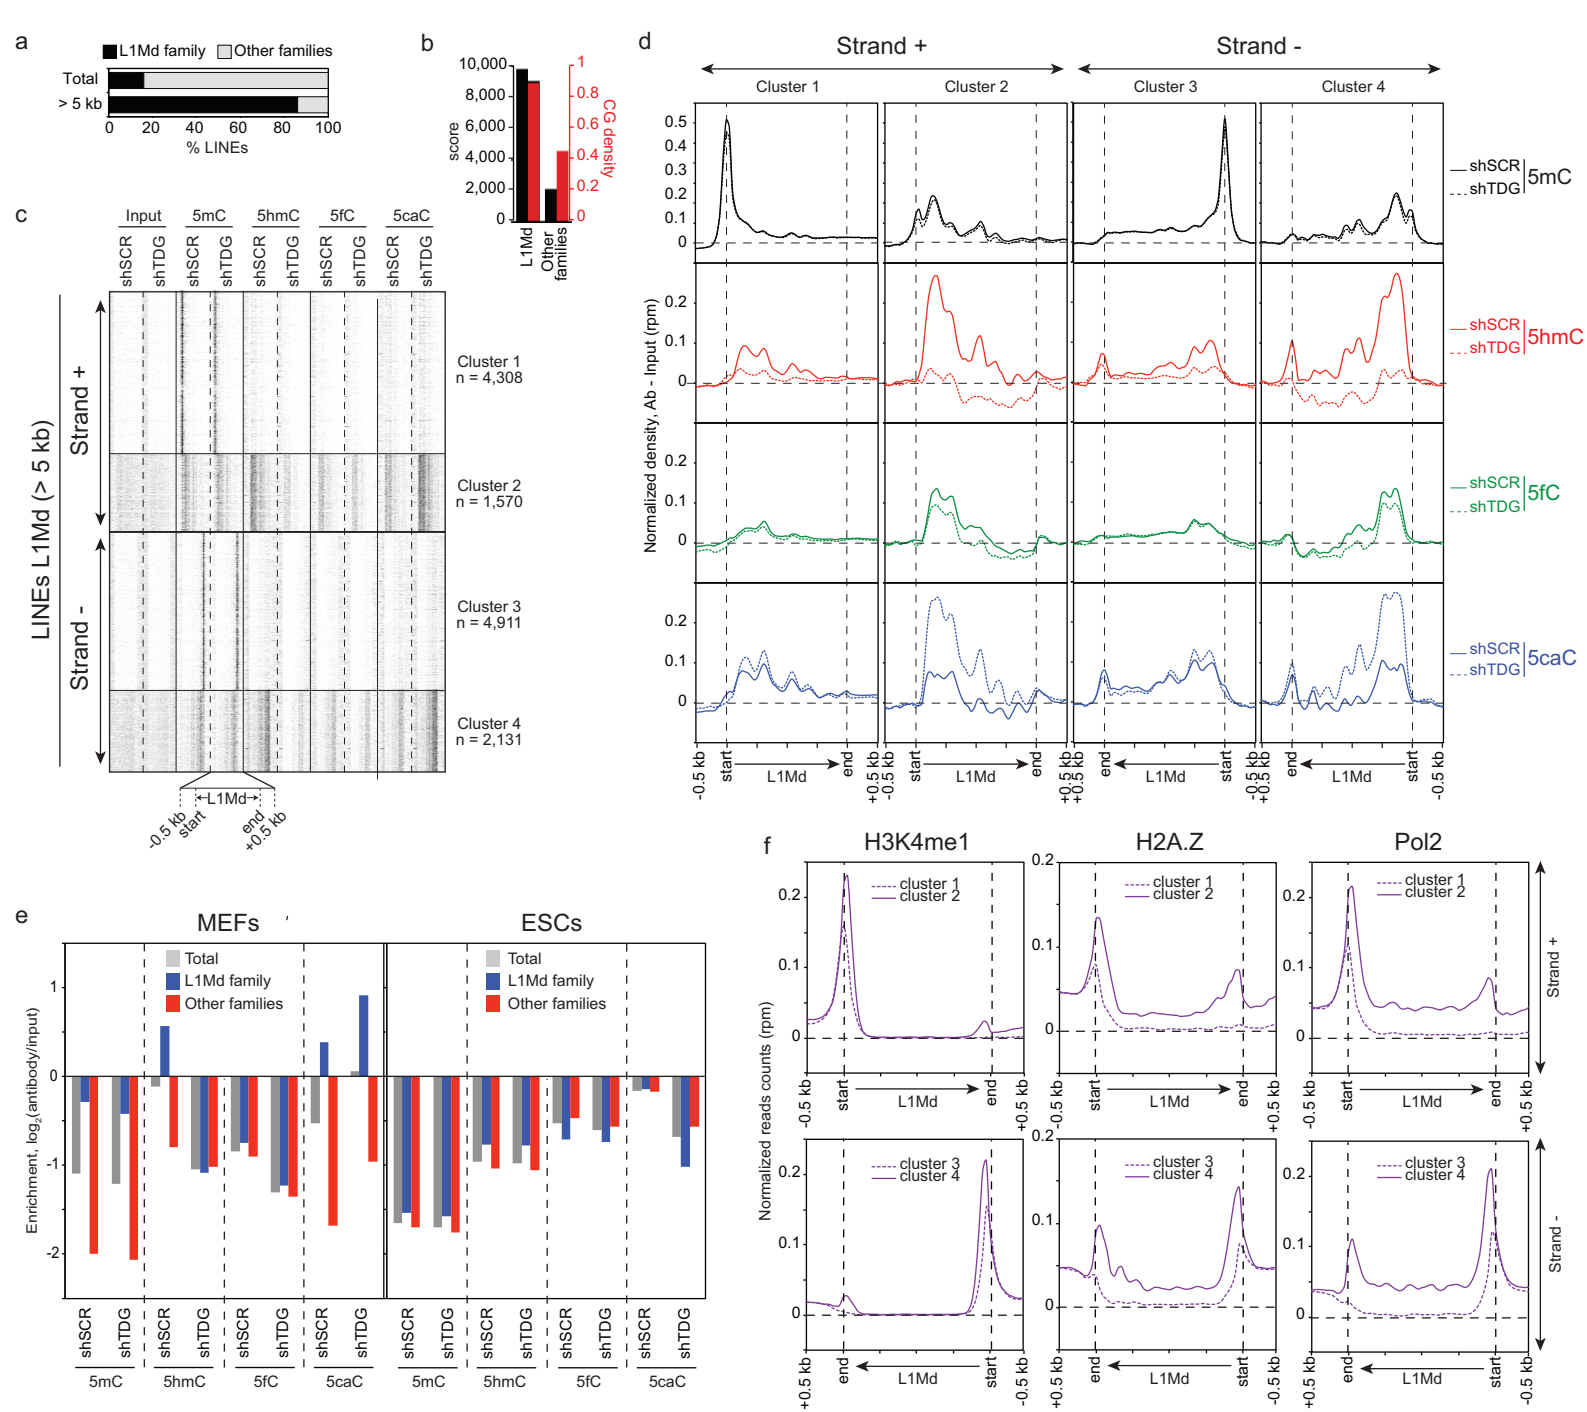 a
L1Md family
Other families
Total
> 5 kb
0 20 40 60 80 100
% LINEs
b
10,000
8,000
6,000
4,000
2,000
0
score
1
0.8
0.6
0.4
0.2
0
CG density
L1Md
Other families
c
Input 5mC 5hmC 5fC 5caC
shSCR shTDG shSCR shTDG shSCR shTDG shSCR shTDG shSCR shTDG
LINEs L1Md (> 5 kb)
Strand +
Strand -
Cluster 1
n = 4,308
Cluster 2
n = 1,570
Cluster 3
n = 4,911
Cluster 4
n = 2,131
L1Md
-0.5 kb start end +0.5 kb
d
Strand + Strand -
Cluster 1 Cluster 2 Cluster 3 Cluster 4
Normalized density, Ab - Input (rpm)
0.5
0.4
0.3
0.2
0.1
0
shSCR
shTDG
5mC
0.2
0.1
0
shSCR
shTDG
5hmC
0.2
0.1
0
shSCR
shTDG
5fC
0.2
0.1
0
shSCR
shTDG
5caC
-0.5 kb start L1Md end +0.5 kb
-0.5 kb start L1Md end +0.5 kb
+0.5 kb end L1Md start -0.5 kb
+0.5 kb end L1Md start -0.5 kb
e
MEFs ESCs
Total
L1Md family
Other families
Total
L1Md family
Other families
Enrichment, log2(antibody/input)
1
0
-1
-2
shSCR shTDG shSCR shTDG shSCR shTDG shSCR shTDG shSCR shTDG shSCR shTDG shSCR shTDG shSCR shTDG
5mC 5hmC 5fC 5caC 5mC 5hmC 5fC 5caC
f
H3K4me1 H2A.Z Pol2
Normalized reads counts (rpm)
0.2
0.1
0
cluster 1
cluster 2
0.2
0.1
0
cluster 1
cluster 2
0.2
0.1
0
cluster 1
cluster 2
Strand +
-0.5 kb start L1Md end +0.5 kb
-0.5 kb start L1Md end +0.5 kb
-0.5 kb start L1Md end +0.5 kb
0.2
0.1
0
cluster 3
cluster 4
0.2
0.1
0
cluster 3
cluster 4
0.2
0.1
0
cluster 3
cluster 4
Strand -
+0.5 kb end L1Md start -0.5 kb
+0.5 kb end L1Md start -0.5 kb
+0.5 kb end L1Md start -0.5 kb